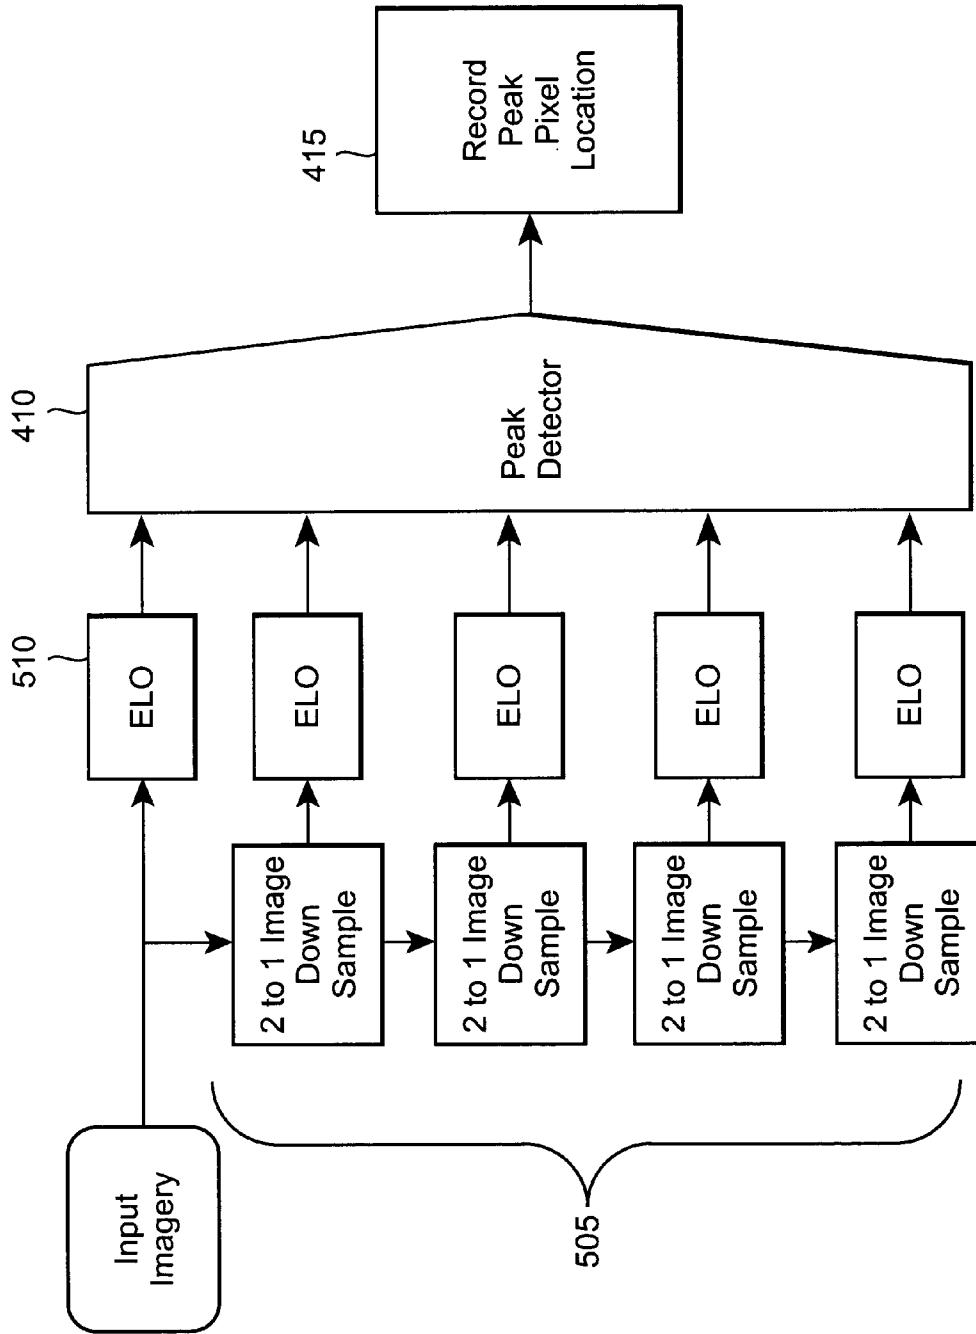 Input
Imagery
505
2 to 1 Image
Down
Sample
2 to 1 Image
Down
Sample
2 to 1 Image
Down
Sample
2 to 1 Image
Down
Sample
510
ELO
ELO
ELO
ELO
ELO
410
Peak
Detector
415
Record
Peak
Pixel
Location